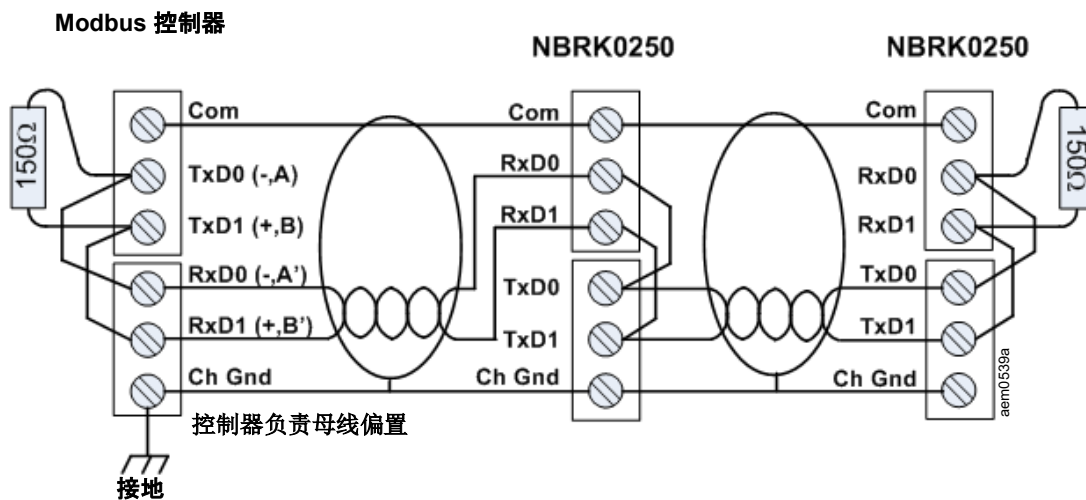 Modbus 控制器
NBRK0250
NBRK0250
150Ω
Com
TxD0 (-,A)
TxD1 (+,B)
RxD0 (-,A’)
RxD1 (+,B’)
Ch Gnd
控制器负责母线偏置
接地
Com
RxD0
RxD1
TxD0
TxD1
Ch Gnd
Com
RxD0
RxD1
TxD0
TxD1
Ch Gnd
150Ω
aem0539a